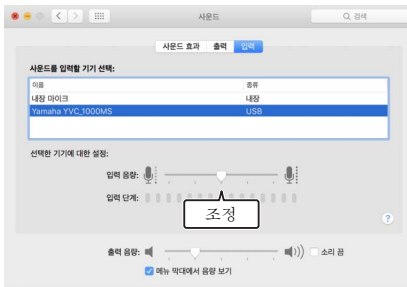 사운드
검색
사운드 효과 출력 입력
사운드를 입력할 기기 선택:
이름 종류
내장 마이크 내장
Yamaha YVC_1000MS USB
선택한 기기에 대한 설정:
입력 음량:
입력 단계:
조정
?
출력 음량: 소리 끔
메뉴 막대에서 음량 보기